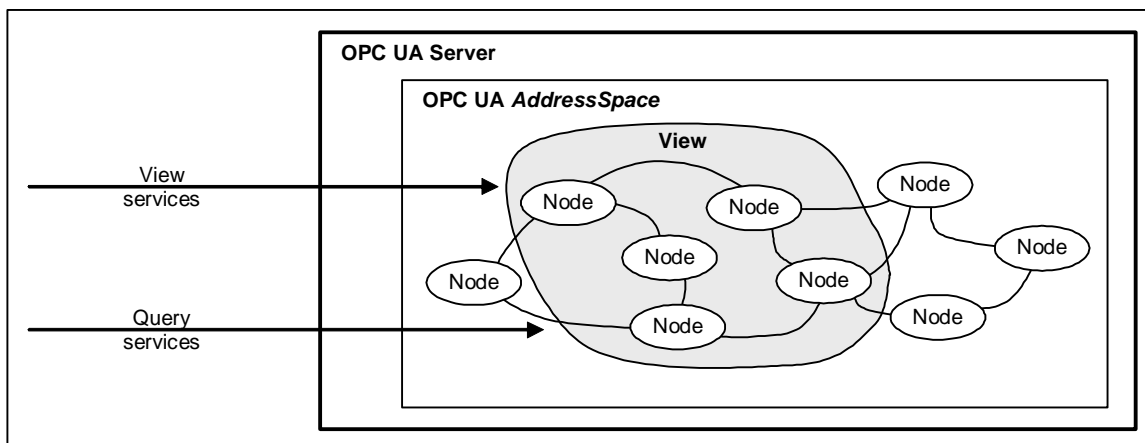 OPC UA Server
OPC UA AddressSpace
View
View
services
Node
Node
Node
Node
Node
Node
Node
Node
Query
services
Node